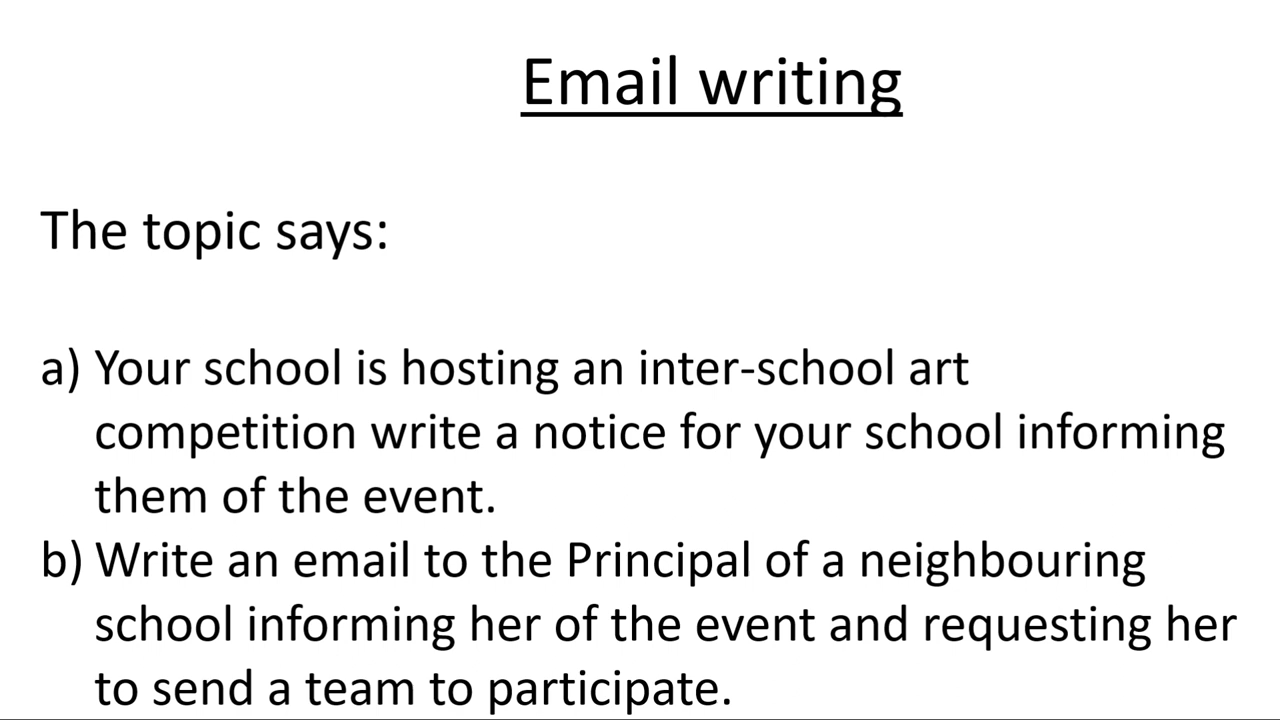 Email writing
The topic says:
a) Your school is hosting an inter-school art
competition write a notice for your school informing
them of the event.
b) Write an email to the Principal of a neighbouring
school informing her of the event and requesting her
to send a team to participate.